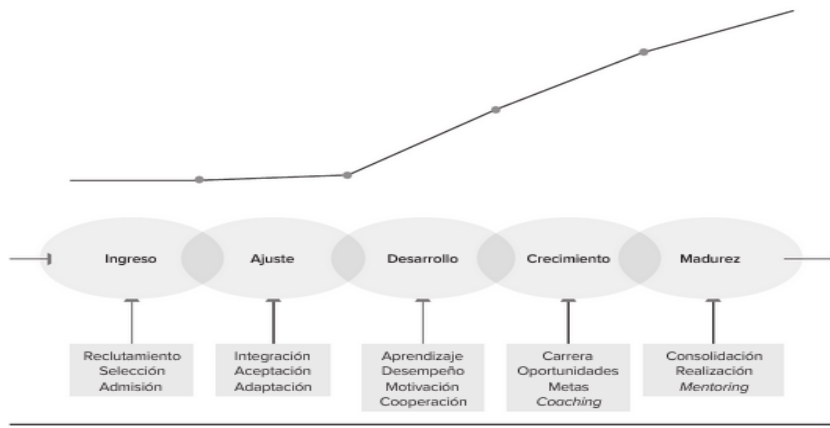 Ingreso
Ajuste
Desarrollo
Crecimiento
Madurez
Reclutamiento
Selección
Admisión
Integración
Aceptación
Adaptación
Aprendizaje
Desempeño
Motivación
Cooperación
Carrera
Oportunidades
Metas
Coaching
Consolidación
Realización
Mentoring